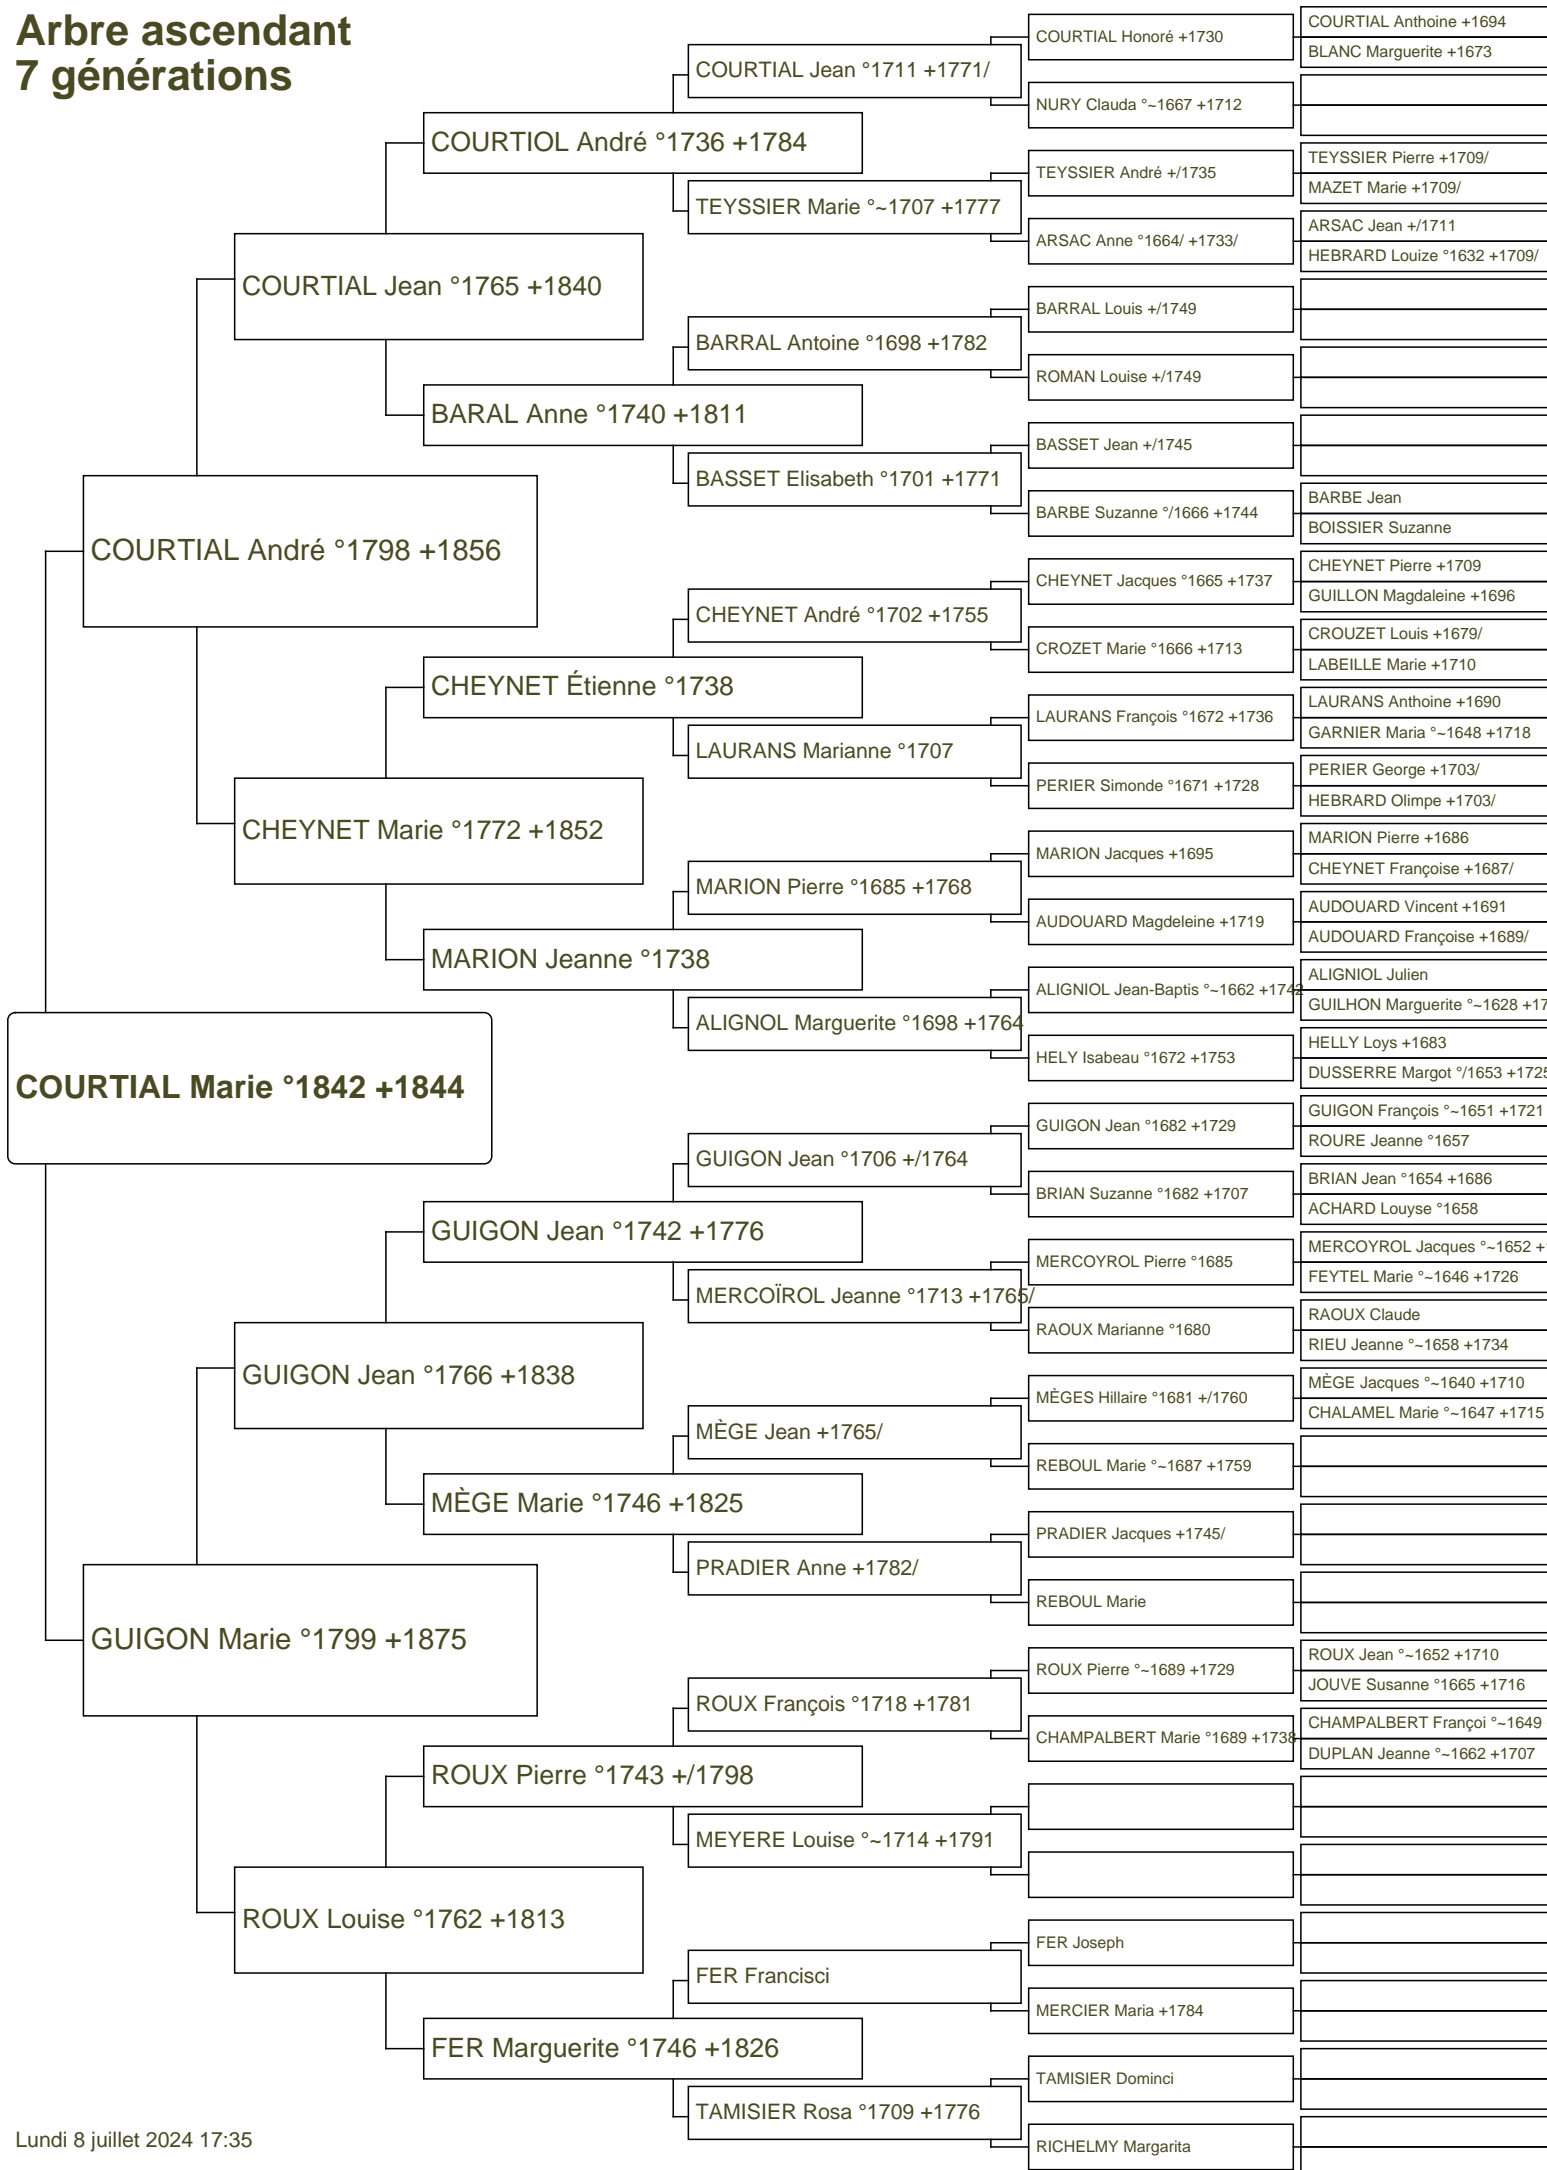 Arbre ascendant
7 générations
COURTIAL Marie °1842 +1844
COURTIAL André °1798 +1856
GUIGON Marie °1799 +1875
COURTIAL Jean °1765 +1840
CHEYNET Marie °1772 +1852
GUIGON Jean °1766 +1838
ROUX Louise °1762 +1813
COURTIOL André °1736 +1784
BARAL Anne °1740 +1811
CHEYNET Étienne °1738
MARION Jeanne °1738
GUIGON Jean °1742 +1776
MÈGE Marie °1746 +1825
ROUX Pierre °1743 +/1798
FER Marguerite °1746 +1826
COURTIAL Jean °1711 +1771/
TEYSSIER Marie °~1707 +1777
BARRAL Antoine °1698 +1782
BASSET Elisabeth °1701 +1771
CHEYNET André °1702 +1755
LAURANS Marianne °1707
MARION Pierre °1685 +1768
ALIGNOL Marguerite °1698 +1764
GUIGON Jean °1706 +/1764
MERCOÏROL Jeanne °1713 +1765/
MÈGE Jean +1765/
PRADIER Anne +1782/
ROUX François °1718 +1781
MEYERE Louise °~1714 +1791
FER Francisci
TAMISIER Rosa °1709 +1776
COURTIAL Honoré +1730
NURY Clauda °~1667 +1712
TEYSSIER André +/1735
ARSAC Anne °1664/ +1733/
BARRAL Louis +/1749
ROMAN Louise +/1749
BASSET Jean +/1745
BARBE Suzanne °/1666 +1744
CHEYNET Jacques °1665 +1737
CROZET Marie °1666 +1713
LAURANS François °1672 +1736
PERIER Simonde °1671 +1728
MARION Jacques +1695
AUDOUARD Magdeleine +1719
ALIGNIOL Jean-Baptis °~1662 +1742
HELY Isabeau °1672 +1753
GUIGON Jean °1682 +1729
BRIAN Suzanne °1682 +1707
MERCOYROL Pierre °1685
RAOUX Marianne °1680
MÈGES Hillaire °1681 +/1760
REBOUL Marie °~1687 +1759
PRADIER Jacques +1745/
REBOUL Marie
ROUX Pierre °~1689 +1729
CHAMPALBERT Marie °1689 +1738
FER Joseph
MERCIER Maria +1784
TAMISIER Dominci
RICHELMY Margarita
COURTIAL Anthoine +1694
BLANC Marguerite +1673
TEYSSIER Pierre +1709/
MAZET Marie +1709/
ARSAC Jean +/1711
HEBRARD Louize °1632 +1709/
BARBE Jean
BOISSIER Suzanne
CHEYNET Pierre +1709
GUILLON Magdaleine +1696
CROUZET Louis +1679/
LABEILLE Marie +1710
LAURANS Anthoine +1690
GARNIER Maria °~1648 +1718
PERIER George +1703/
HEBRARD Olimpe +1703/
MARION Pierre +1686
CHEYNET Françoise +1687/
AUDOUARD Vincent +1691
AUDOUARD Françoise +1689/
ALIGNIOL Julien
GUILHON Marguerite °~1628 +17
HELLY Loys +1683
DUSSERRE Margot °/1653 +1725
GUIGON François °~1651 +1721
ROURE Jeanne °1657
BRIAN Jean °1654 +1686
ACHARD Louyse °1658
MERCOYROL Jacques °~1652 +
FEYTEL Marie °~1646 +1726
RAOUX Claude
RIEU Jeanne °~1658 +1734
MÈGE Jacques °~1640 +1710
CHALAMEL Marie °~1647 +1715
ROUX Jean °~1652 +1710
JOUVE Susanne °1665 +1716
CHAMPALBERT Françoi °~1649
DUPLAN Jeanne °~1662 +1707
Lundi 8 juillet 2024 17:35